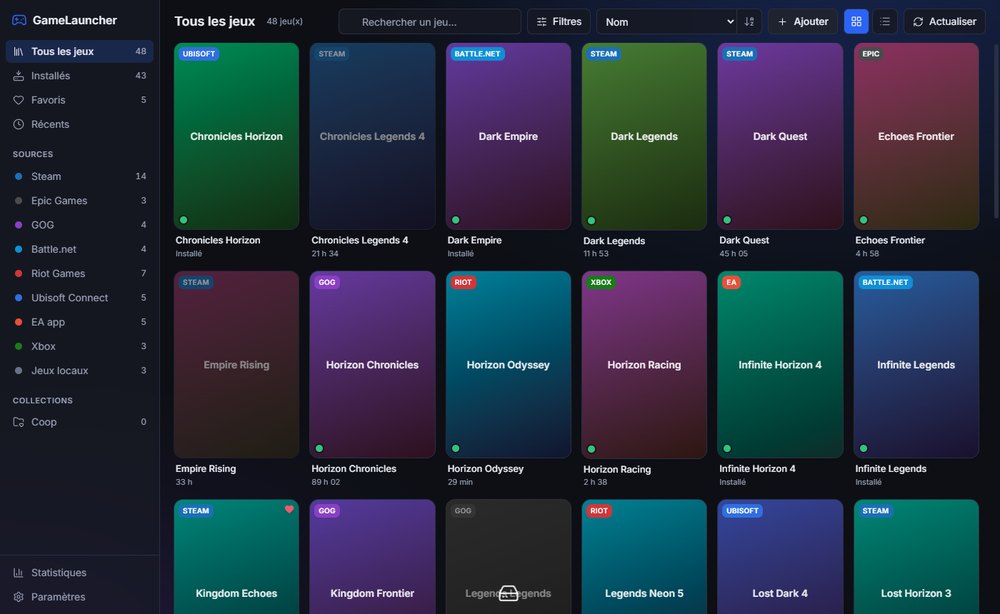 GameLauncher
Tous les jeux 48
Installés 43
Favoris 5
Récents
SOURCES
Steam 14
Epic Games 3
GOG 4
Battle.net 4
Riot Games 7
Ubisoft Connect 5
EA app 5
Xbox 3
Jeux locaux 3
COLLECTIONS
Coop 0
Statistiques
Paramètres
Tous les jeux 48 jeu(x) Rechercher un jeu... Filtres Nom Ajouter Actualiser
UBISOFT STEAM BATTLE.NET STEAM STEAM EPIC
Chronicles Horizon Chronicles Legends 4 Dark Empire Dark Legends Dark Quest Echoes Frontier
Chronicles Horizon Chronicles Legends 4 Dark Empire Dark Legends Dark Quest Echoes Frontier
Installé 21 h 34 Installé 11 h 53 45 h 05 4 h 58
STEAM GOG RIOT XBOX EA BATTLE.NET
Empire Rising Horizon Chronicles Horizon Odyssey Horizon Racing Infinite Horizon 4 Infinite Legends
Empire Rising Horizon Chronicles Horizon Odyssey Horizon Racing Infinite Horizon 4 Infinite Legends
33 h 89 h 02 29 min 2 h 38 Installé Installé
STEAM GOG GOG RIOT UBISOFT STEAM
Kingdom Echoes Kingdom Frontier Legends Legends Legends Neon 5 Lost Dark 4 Lost Horizon 3